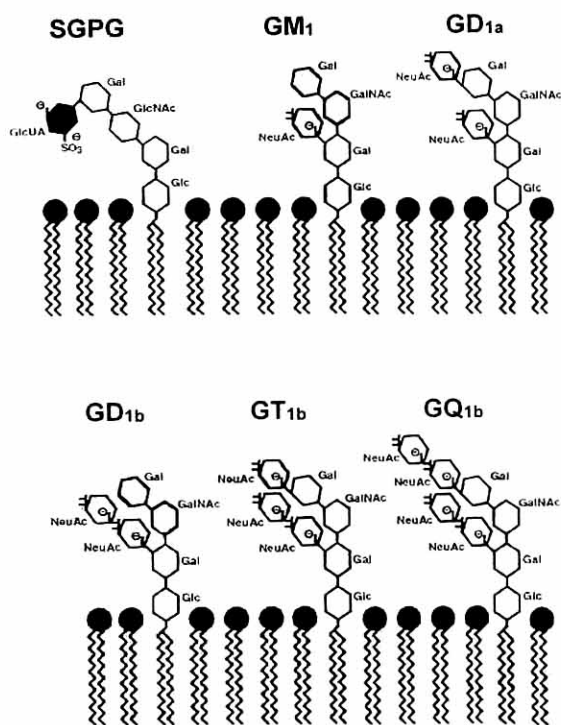 SGPG
GM1
GD1a
Gal
GlcNAc
GlcUA
SO3
Gal
Glc
Gal
GalNAc
NeuAc
Gal
Glc
NeuAc
Gal
GalNAc
NeuAc
Gal
Glc
GD1b
GT1b
GQ1b
Gal
GalNAc
NeuAc
NeuAc
Gal
Glc
NeuAc
Gal
GalNAc
NeuAc
NeuAc
Gal
Glc
NeuAc
Gal
NeuAc
GalNAc
NeuAc
NeuAc
Gal
Glc